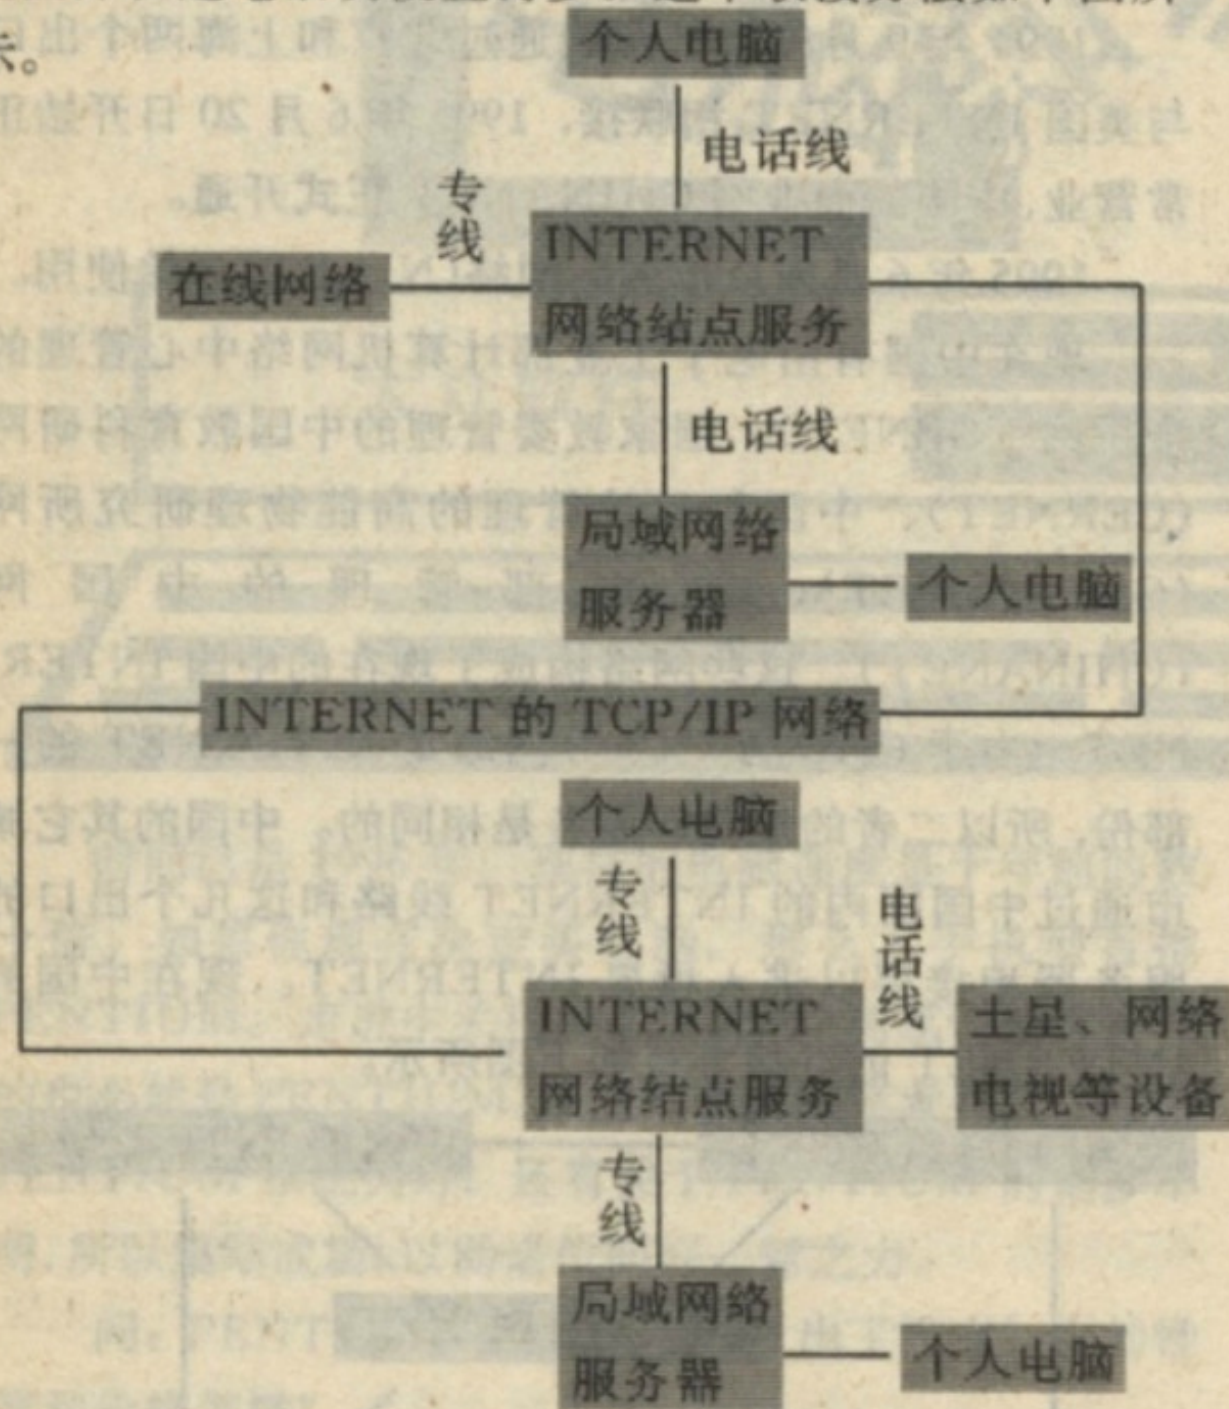 示。
个人电脑
电话线
专线
INTERNET
网络结点服务
在线网络
电话线
局域网络
服务器
个人电脑
INTERNET 的 TCP/IP 网络
个人电脑
专线
电话线
INTERNET
网络结点服务
土星、网络
电视等设备
专线
局域网络
服务器
个人电脑